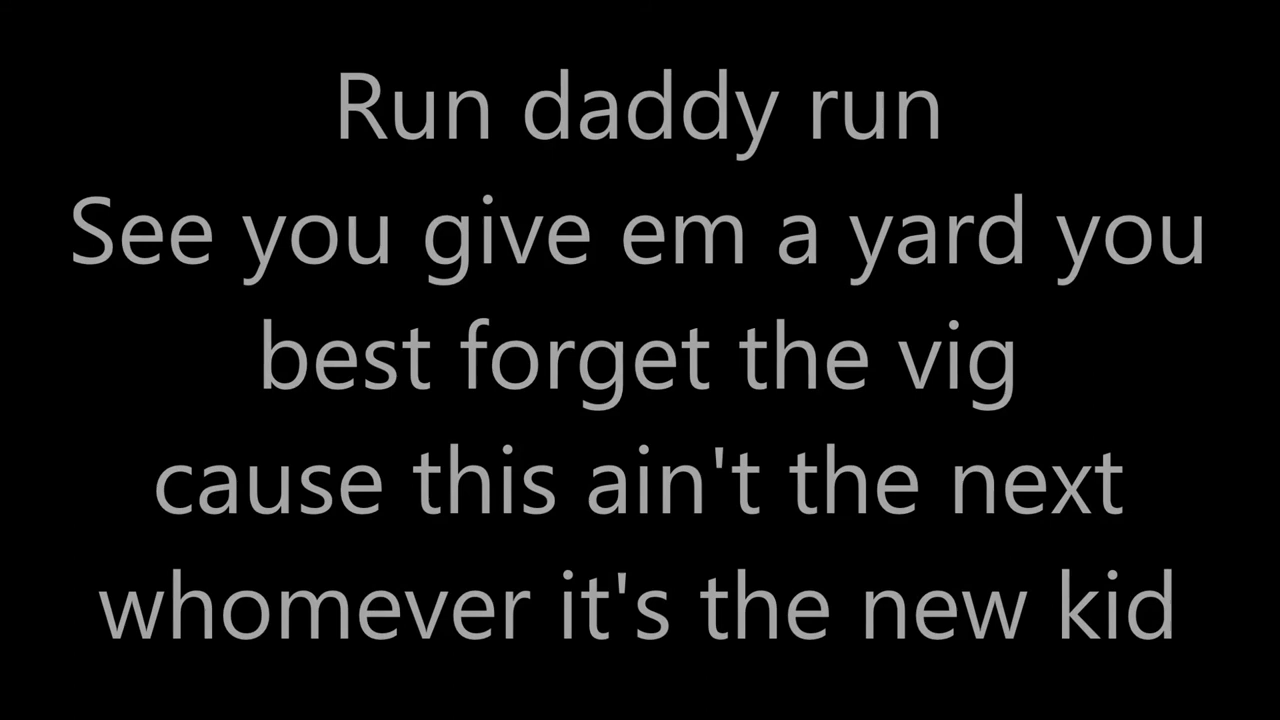 Run daddy run
See you give em a yard you
best forget the vig
cause this ain't the next
whomever it's the new kid